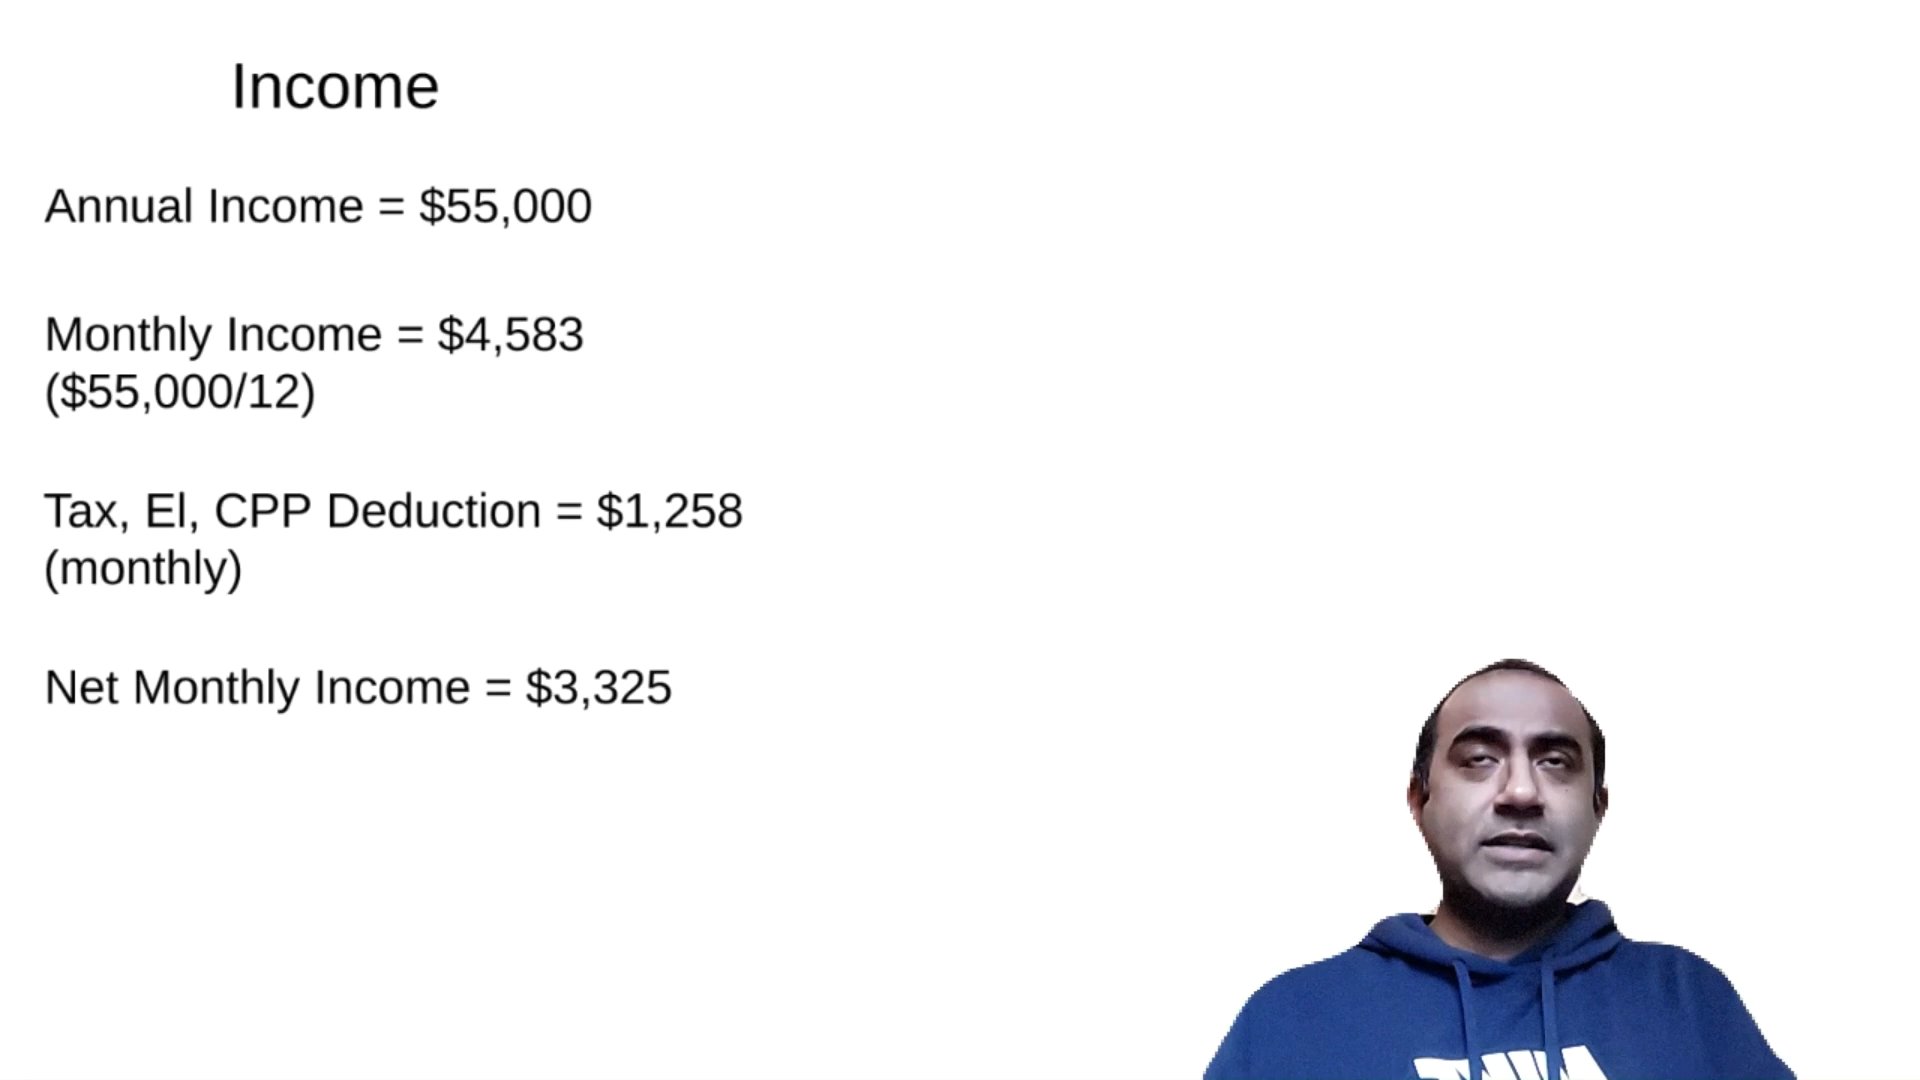 Income
Annual Income = $55,000
Monthly Income = $4,583
($55,000/12)
Tax, El, CPP Deduction = $1,258
(monthly)
Net Monthly Income = $3,325